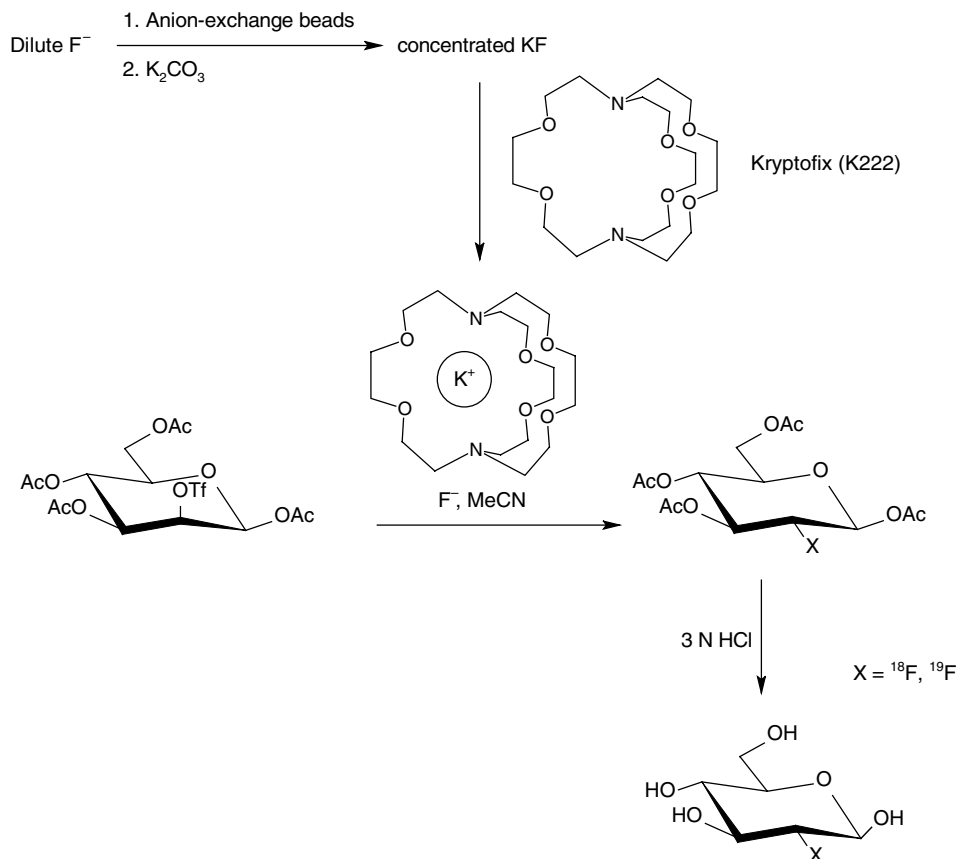 1. Anion-exchange beads
Dilute F⁻
concentrated KF
2. K₂CO₃
N
O
O
O
O
O
O
N
Kryptofix (K222)
N
O
O
O
K⁺
O
O
O
N
F⁻, MeCN
OAc
O
AcO
OTf
AcO
OAc
OAc
O
AcO
AcO
OAc
X
3 N HCl
X = ¹⁸F, ¹⁹F
OH
O
HO
HO
OH
X